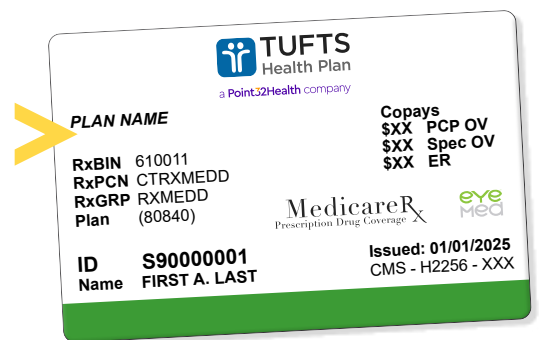 TUFTS
Health Plan
a Point32Health company
PLAN NAME
Copays
$XX PCP OV
$XX Spec OV
$XX ER
RxBIN 610011
RxPCN CTRXMEDD
RxGRP RXMEDD
Plan (80840)
MedicareRx
Prescription Drug Coverage
eye
MED
ID S90000001
Name FIRST A. LAST
Issued: 01/01/2025
CMS - H2256 - XXX